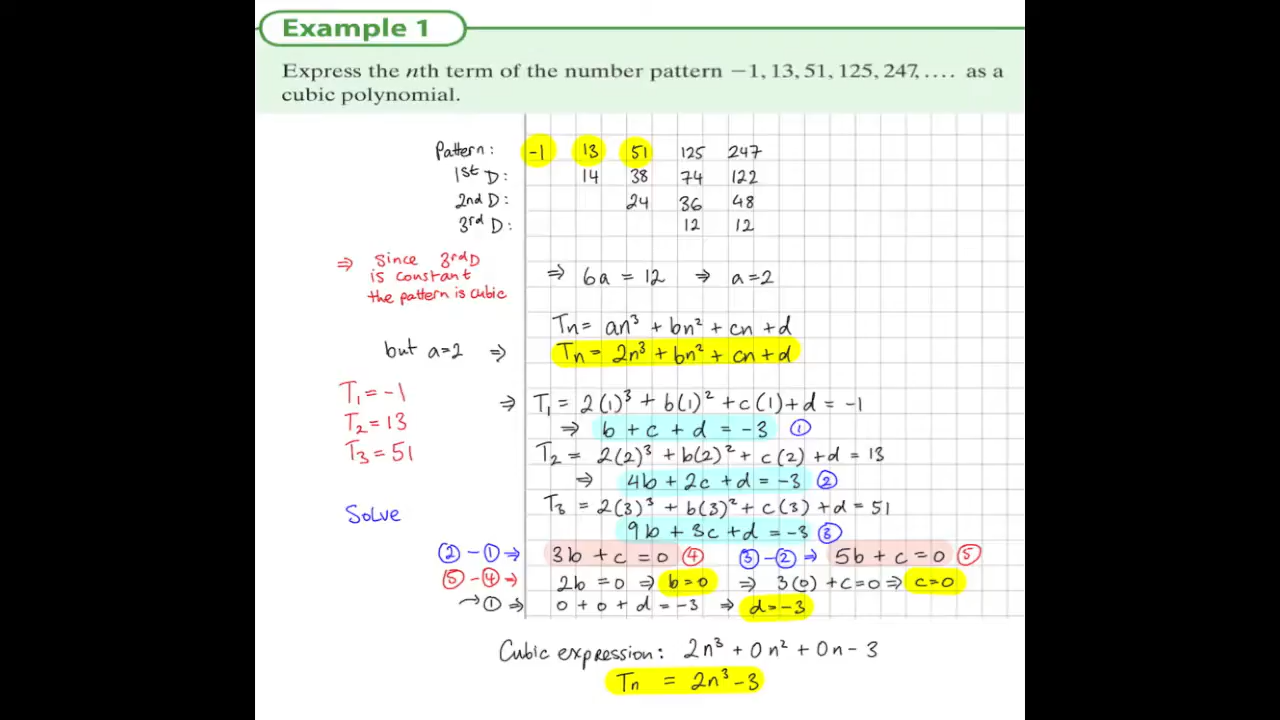 Example 1
Express the nth term of the number pattern −1, 13, 51, 125, 247, .... as a
cubic polynomial.
Pattern: -1 13 51 125 247
1st D: 14 38 74 122
2nd D: 24 36 48
3rd D: 12 12
⇒ since 3rd D
is constant
the pattern is cubic
⇒ 6a = 12 ⇒ a=2
Tn = an³ + bn² + cn + d
but a=2 ⇒ Tn = 2n³ + bn² + cn + d
T₁ = -1
T₂ = 13
T₃ = 51
⇒ T₁ = 2(1)³ + b(1)² + c(1) + d = -1
⇒ b + c + d = -3 ①
T₂ = 2(2)³ + b(2)² + c(2) + d = 13
⇒ 4b + 2c + d = -3 ②
T₃ = 2(3)³ + b(3)² + c(3) + d = 51
Solve
9b + 3c + d = -3 ③
②-① ⇒ 3b + c = 0 ④ ③-② ⇒ 5b + c = 0 ⑤
⑤-④ ⇒ 2b = 0 ⇒ b=0 ⇒ 3(0) + c = 0 ⇒ c=0
→① ⇒ 0 + 0 + d = -3 ⇒ d=-3
Cubic expression: 2n³ + 0n² + 0n - 3
Tn = 2n³ - 3